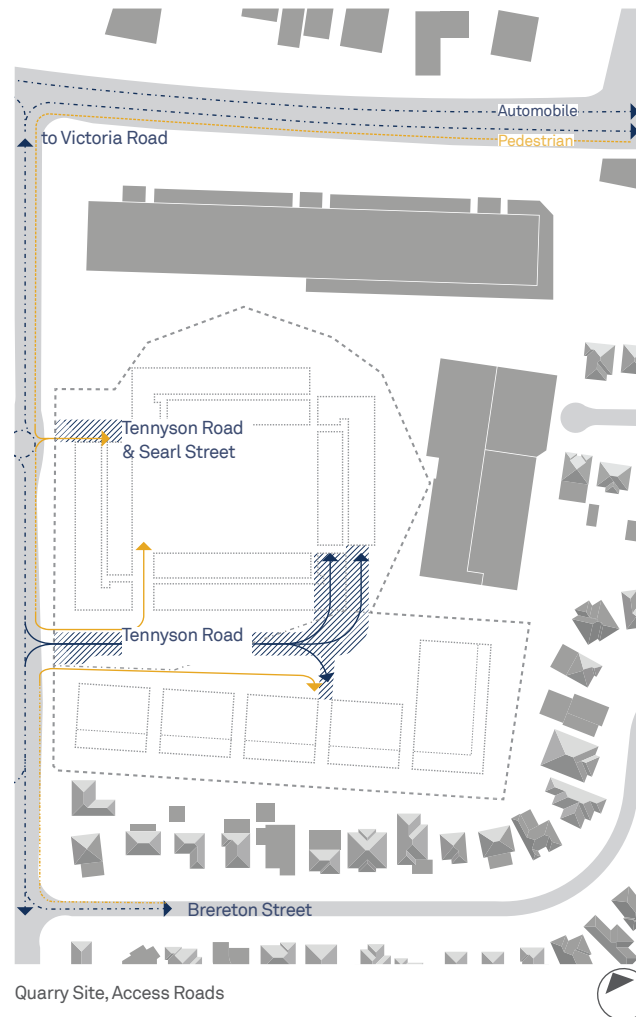 Automobile
to Victoria Road
Pedestrian
Tennyson Road
& Searl Street
Tennyson Road
Brereton Street
Quarry Site, Access Roads